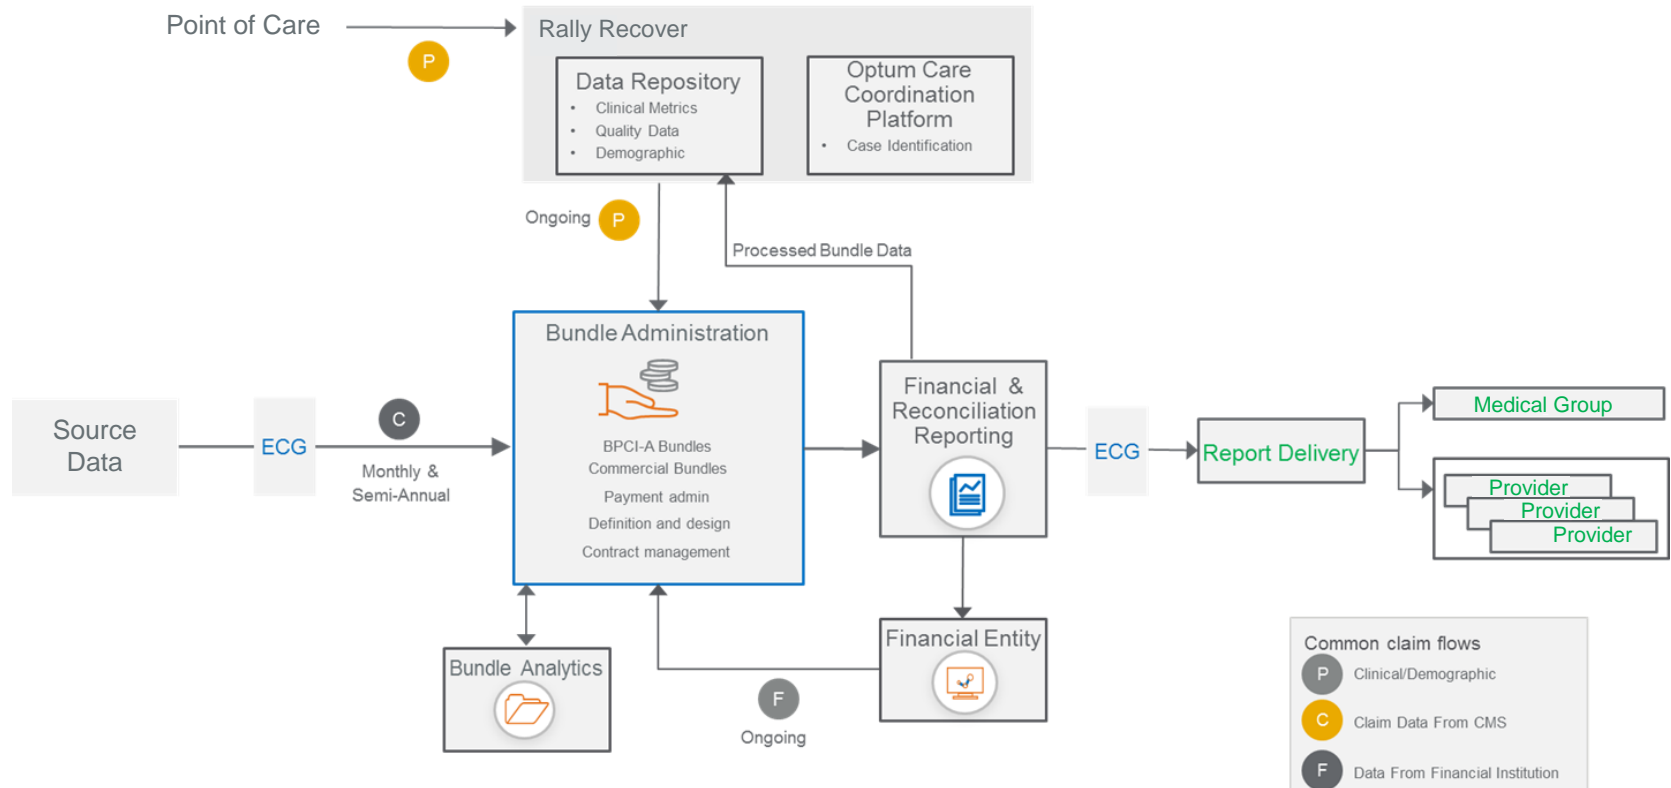 Point of Care
P
Rally Recover
Data Repository
• Clinical Metrics
• Quality Data
• Demographic
Optum Care
Coordination
Platform
• Case Identification
Ongoing
P
Processed Bundle Data
Source
Data
ECG
C
Monthly &
Semi-Annual
Bundle Administration
BPCI-A Bundles
Commercial Bundles
Payment admin
Definition and design
Contract management
Financial &
Reconciliation
Reporting
ECG
Report Delivery
Medical Group
Provider
Provider
Provider
Bundle Analytics
F
Ongoing
Financial Entity
Common claim flows
P Clinical/Demographic
C Claim Data From CMS
F Data From Financial Institution